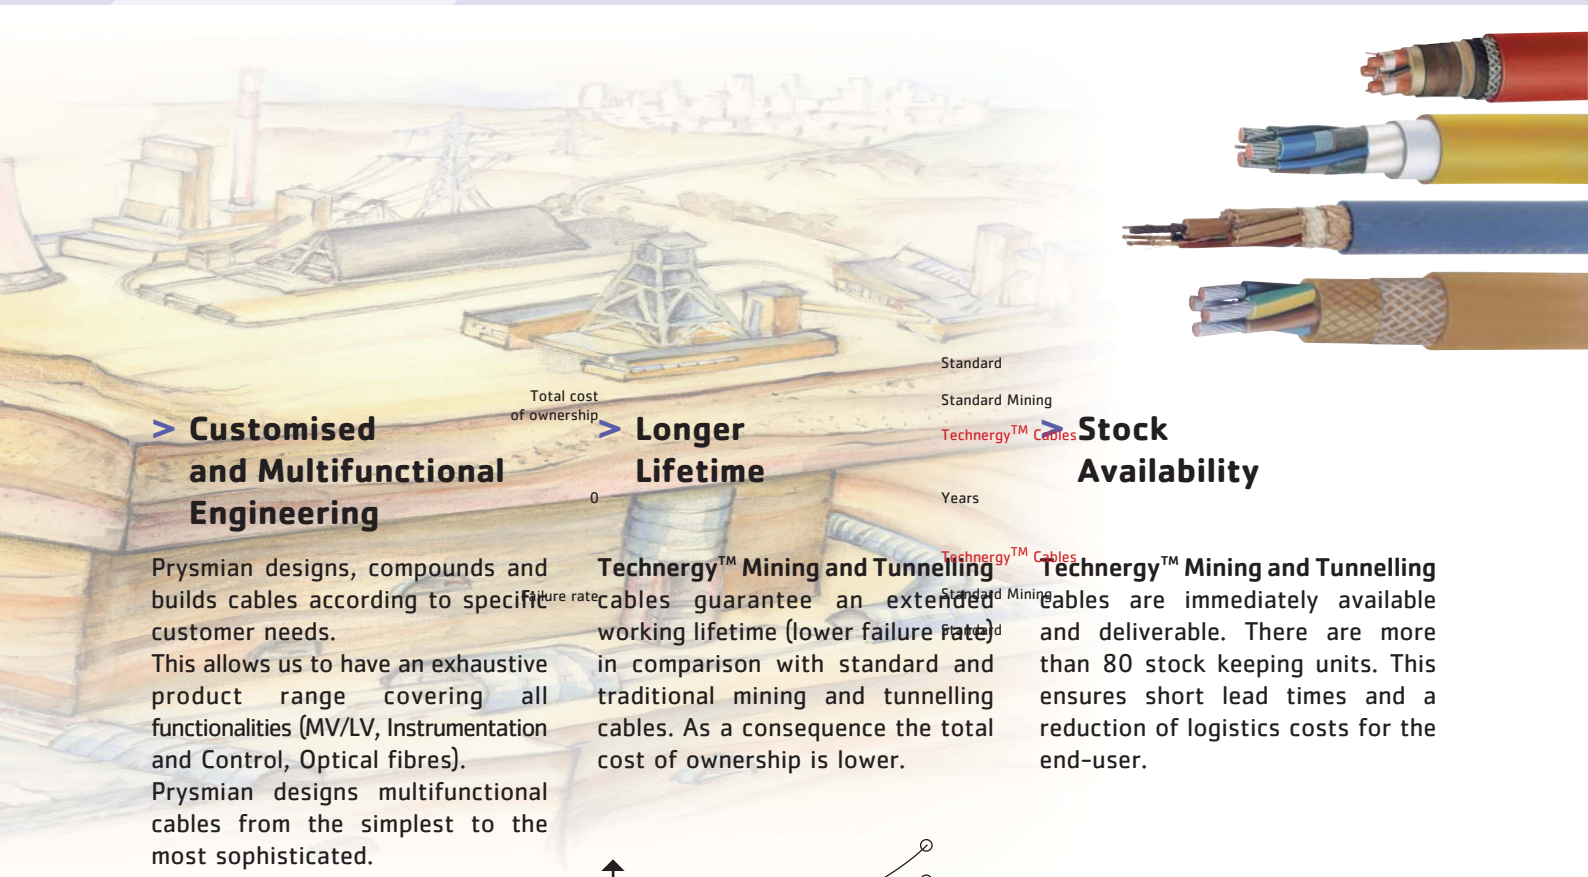 Standard
Total cost
of ownership
Standard Mining
Technergy™ Cables
0
Years
Technergy™ Cables
Failure rate
Standard Mining
Standard
> Customised
and Multifunctional
Engineering
Prysmian designs, compounds and
builds cables according to specific
customer needs.
This allows us to have an exhaustive
product range covering all
functionalities (MV/LV, Instrumentation
and Control, Optical fibres).
Prysmian designs multifunctional
cables from the simplest to the
most sophisticated.
> Longer
Lifetime
Technergy™ Mining and Tunnelling
cables guarantee an extended
working lifetime (lower failure rate)
in comparison with standard and
traditional mining and tunnelling
cables. As a consequence the total
cost of ownership is lower.
> Stock
Availability
Technergy™ Mining and Tunnelling
cables are immediately available
and deliverable. There are more
than 80 stock keeping units. This
ensures short lead times and a
reduction of logistics costs for the
end-user.